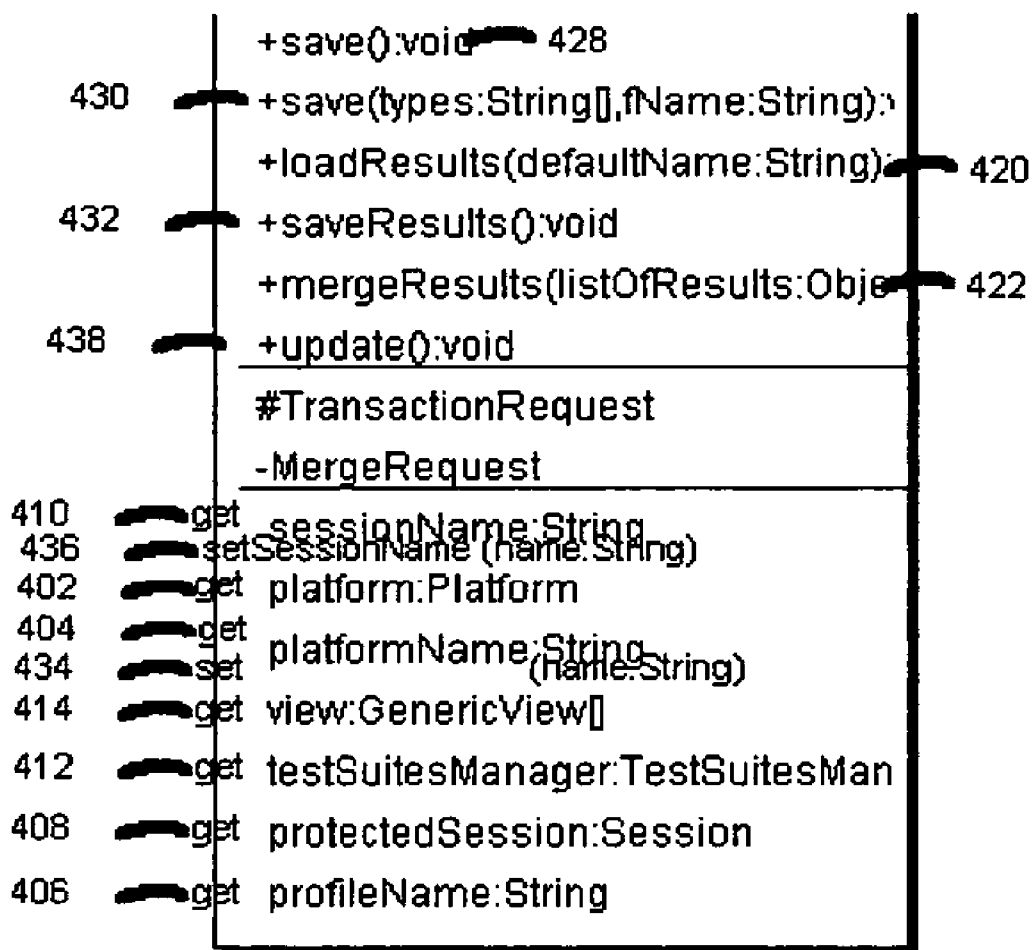 +save():void 428
430 +save(types:String[],fName:String):
+loadResults(defaultName:String): 420
432 +saveResults():void
+mergeResults(listOfResults:Obje 422
438 +update():void
#TransactionRequest
-MergeRequest
410 get sessionName:String
436 setSessionName (name:String)
402 get platform:Platform
404 get platformName:String
434 set (name:String)
414 get view:GenericView[]
412 get testSuitesManager:TestSuitesMan
408 get protectedSession:Session
406 get profileName:String